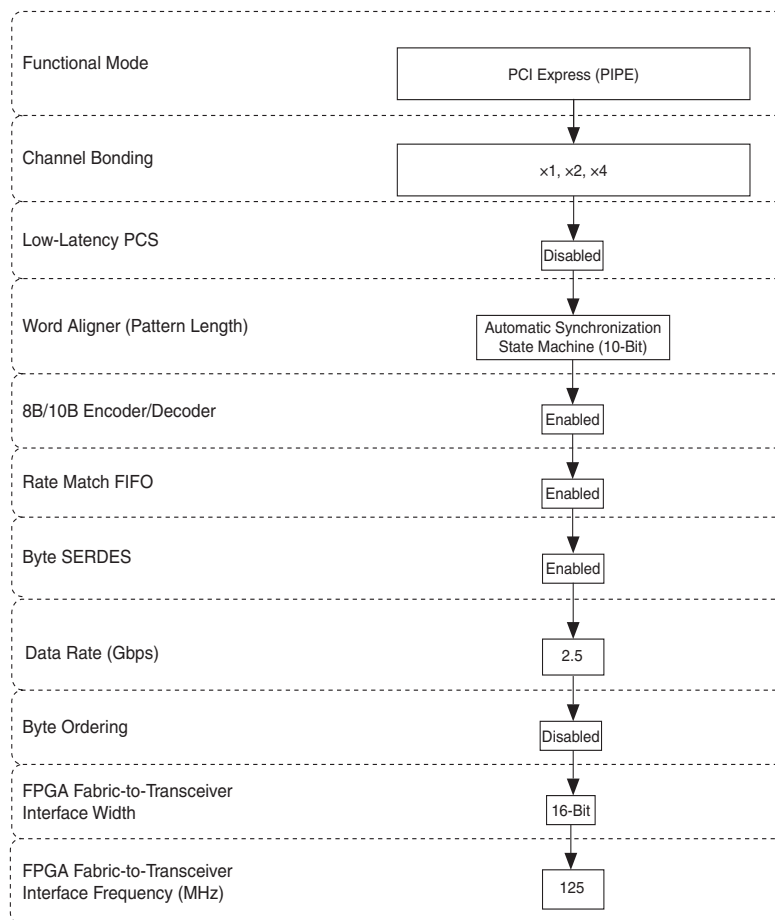 Functional Mode
PCI Express (PIPE)
Channel Bonding
×1, ×2, ×4
Low-Latency PCS
Disabled
Word Aligner (Pattern Length)
Automatic Synchronization
State Machine (10-Bit)
8B/10B Encoder/Decoder
Enabled
Rate Match FIFO
Enabled
Byte SERDES
Enabled
Data Rate (Gbps)
2.5
Byte Ordering
Disabled
FPGA Fabric-to-Transceiver
Interface Width
16-Bit
FPGA Fabric-to-Transceiver
Interface Frequency (MHz)
125